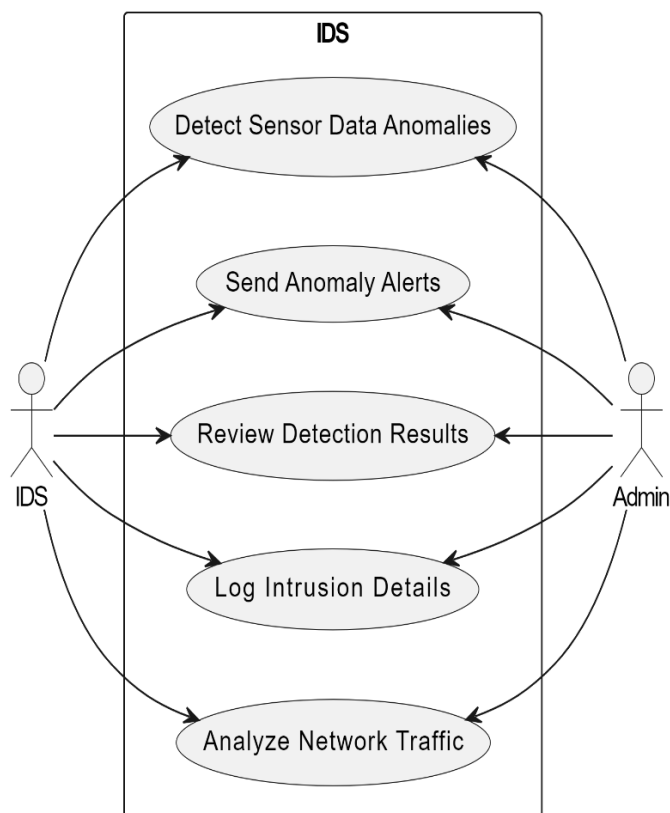 IDS
Detect Sensor Data Anomalies
Send Anomaly Alerts
Review Detection Results
IDS
Admin
Log Intrusion Details
Analyze Network Traffic